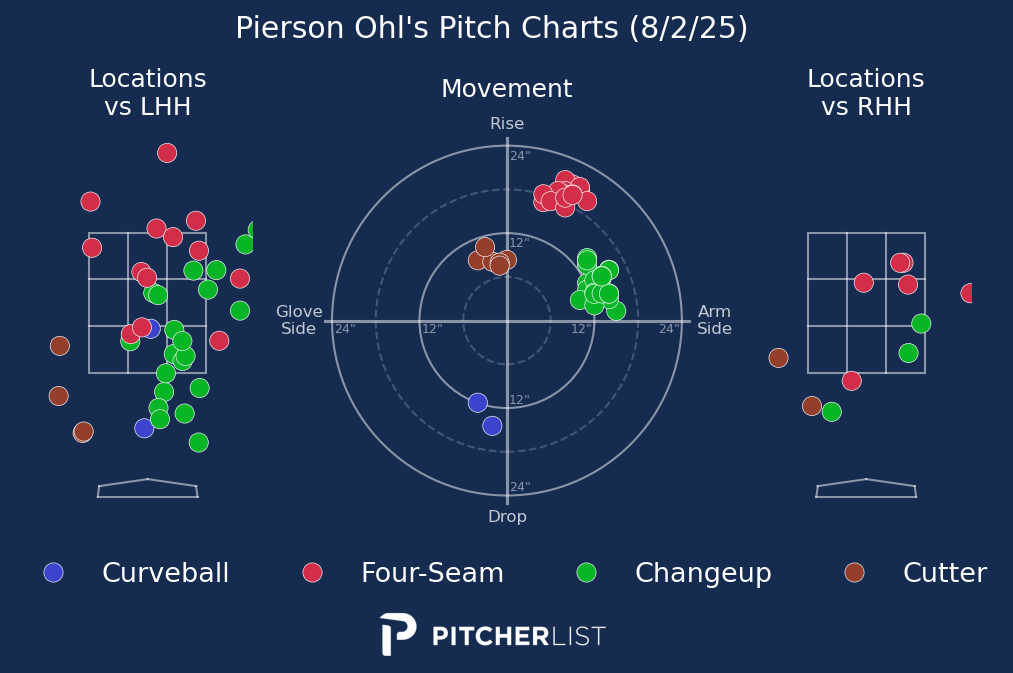 Pierson Ohl's Pitch Charts (8/2/25)
Locations
vs LHH
Movement
Locations
vs RHH
Rise
24"
12"
Glove
Side
24"
12"
12"
24"
Arm
Side
12"
24"
Drop
Curveball
Four-Seam
Changeup
Cutter
PITCHERLIST